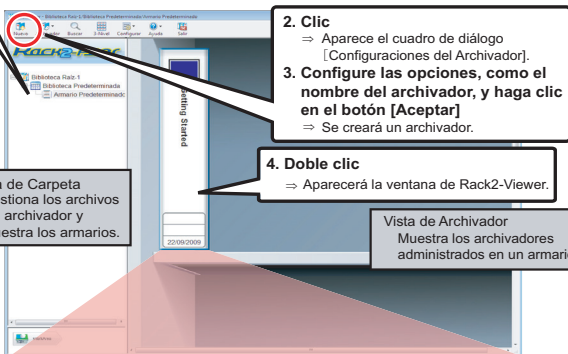 Biblioteca Raíz-1/Biblioteca Predeterminada/Armario Predeterminado
Nuevo
Buscar
3-Nivel
Configurar
Ayuda
Salir
Biblioteca Raíz-1
Biblioteca Predeterminada
Armario Predeterminado
Getting Started
22/09/2009
2. Clic
⇒ Aparece el cuadro de diálogo
[Configuraciones del Archivador].
3. Configure las opciones, como el
nombre del archivador, y haga clic
en el botón [Aceptar]
⇒ Se creará un archivador.
4. Doble clic
⇒ Aparecerá la ventana de Rack2-Viewer.
de Carpeta
stiona los archivos
archivador y
estra los armarios.
Vista de Archivador
Muestra los archivadores
administrados en un armari